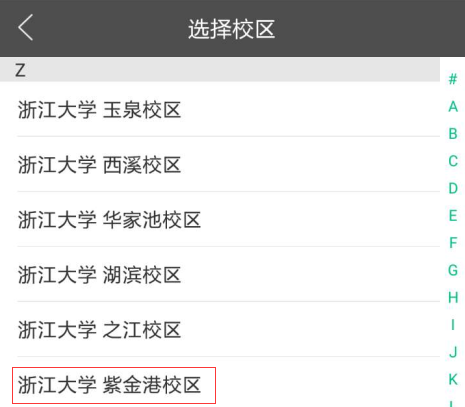 选择校区
Z
浙江大学 玉泉校区
浙江大学 西溪校区
浙江大学 华家池校区
浙江大学 湖滨校区
浙江大学 之江校区
浙江大学 紫金港校区
#
A
B
C
D
E
F
G
H
I
J
K